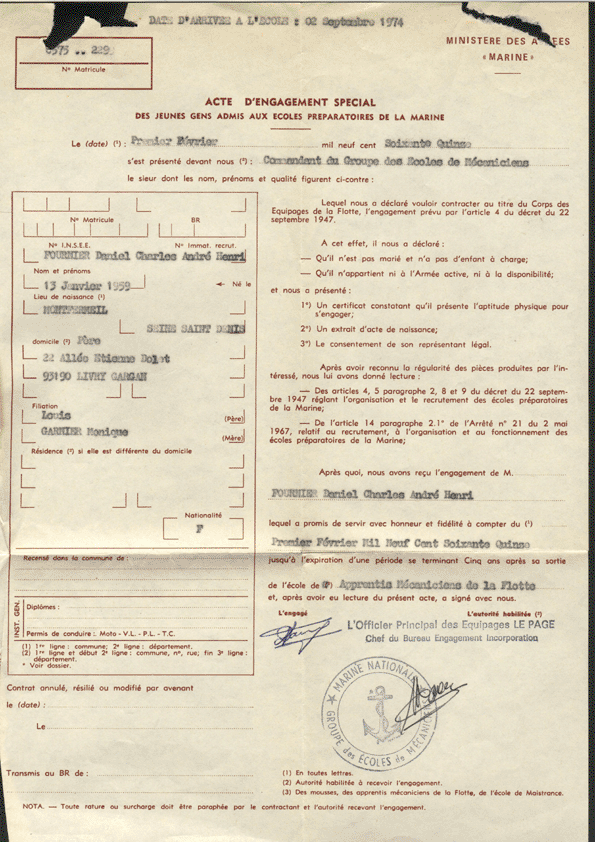 DATE D'ARRIVEE A L'ECOLE : 02 Septembre 1974
0375 .. 229
N° Matricule
MINISTERE DES A ÉES
« MARINE »
ACTE D'ENGAGEMENT SPECIAL
DES JEUNES GENS ADMIS AUX ECOLES PREPARATOIRES DE LA MARINE
Le (date) (¹) : Premier Février mil neuf cent Soixante Quinze
s'est présenté devant nous (²) : Commandant du Groupe des Ecoles de Mécaniciens
le sieur dont les nom, prénoms et qualité figurent ci-contre :
N° Matricule BR
N° I.N.S.E.E. N° Immat. recrut.
FOURNIER Daniel Charles André Henri
Nom et prénoms
13 Janvier 1959 Né le
Lieu de naissance (¹)
MONTFERMEIL
SEINE SAINT DENIS
domicile (²) Père
22 Allée Etienne Dolet
93190 LIVRY GARGAN
Filiation
Louis
(Père)
GARNIER Monique
(Mère)
Résidence (²) si elle est différente du domicile
Nationalité
F
Recensé dans la commune de :
INST. GEN.
Diplômes :
Permis de conduire : Moto - V.L. - P.L. - T.C.
(1) 1re ligne : commune; 2e ligne : département.
(2) 1re ligne et début 2e ligne : commune, n°, rue; fin 3e ligne :
département.
* Voir dossier.
Contrat annulé, résilié ou modifié par avenant
le (date) :
Le
Transmis au BR de :
Lequel nous a déclaré vouloir contracter au titre du Corps des
Equipages de la Flotte, l'engagement prévu par l'article 4 du décret du 22
septembre 1947.
A cet effet, il nous a déclaré :
— Qu'il n'est pas marié et n'a pas d'enfant à charge;
— Qu'il n'appartient ni à l'Armée active, ni à la disponibilité;
et nous a présenté :
1°) Un certificat constatant qu'il présente l'aptitude physique pour
s'engager;
2°) Un extrait d'acte de naissance;
3°) Le consentement de son représentant légal.
Après avoir reconnu la régularité des pièces produites par l'in-
téressé, nous lui avons donné lecture :
— Des articles 4, 5 paragraphe 2, 8 et 9 du décret du 22 septem-
bre 1947 réglant l'organisation et le recrutement des écoles préparatoires
de la Marine;
— De l'article 14 paragraphe 2.1° de l'Arrêté n° 21 du 2 mai
1967, relatif au recrutement, à l'organisation et au fonctionnement des
écoles préparatoires de la Marine;
Après quoi, nous avons reçu l'engagement de M.
FOURNIER Daniel Charles André Henri
lequel a promis de servir avec honneur et fidélité à compter du (¹)
Premier Février Mil Neuf Cent Soixante Quinze
jusqu'à l'expiration d'une période se terminant Cinq ans après sa sortie
de l'école de (³) Apprentis Mécaniciens de la Flotte
et, après avoir eu lecture du présent acte, a signé avec nous.
L'engagé L'autorité habilitée (²)
L'Officier Principal des Equipages LE PAGE
Chef du Bureau Engagement Incorporation
MARINE NATIONALE
GROUPE des ÉCOLES de MÉCANICIENS
(1) En toutes lettres.
(2) Autorité habilitée à recevoir l'engagement.
(3) Des mousses, des apprentis mécaniciens de la Flotte, de l'école de Maistrance.
NOTA. — Toute rature ou surcharge doit être paraphée par le contractant et l'autorité recevant l'engagement.